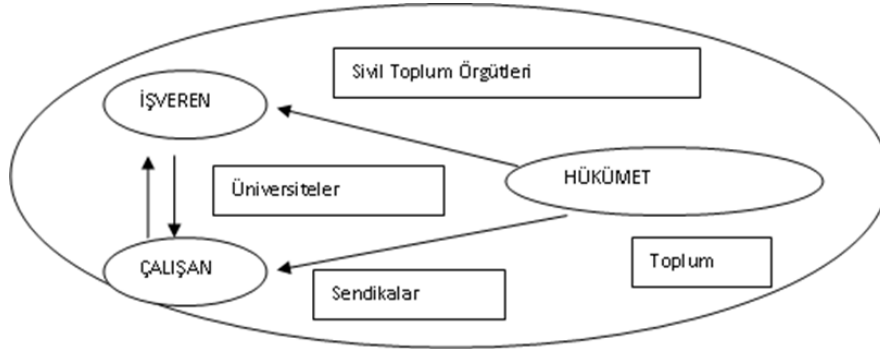 Sivil Toplum Örgütleri
İŞVEREN
HÜKÜMET
Üniversiteler
Toplum
ÇALIŞAN
Sendikalar